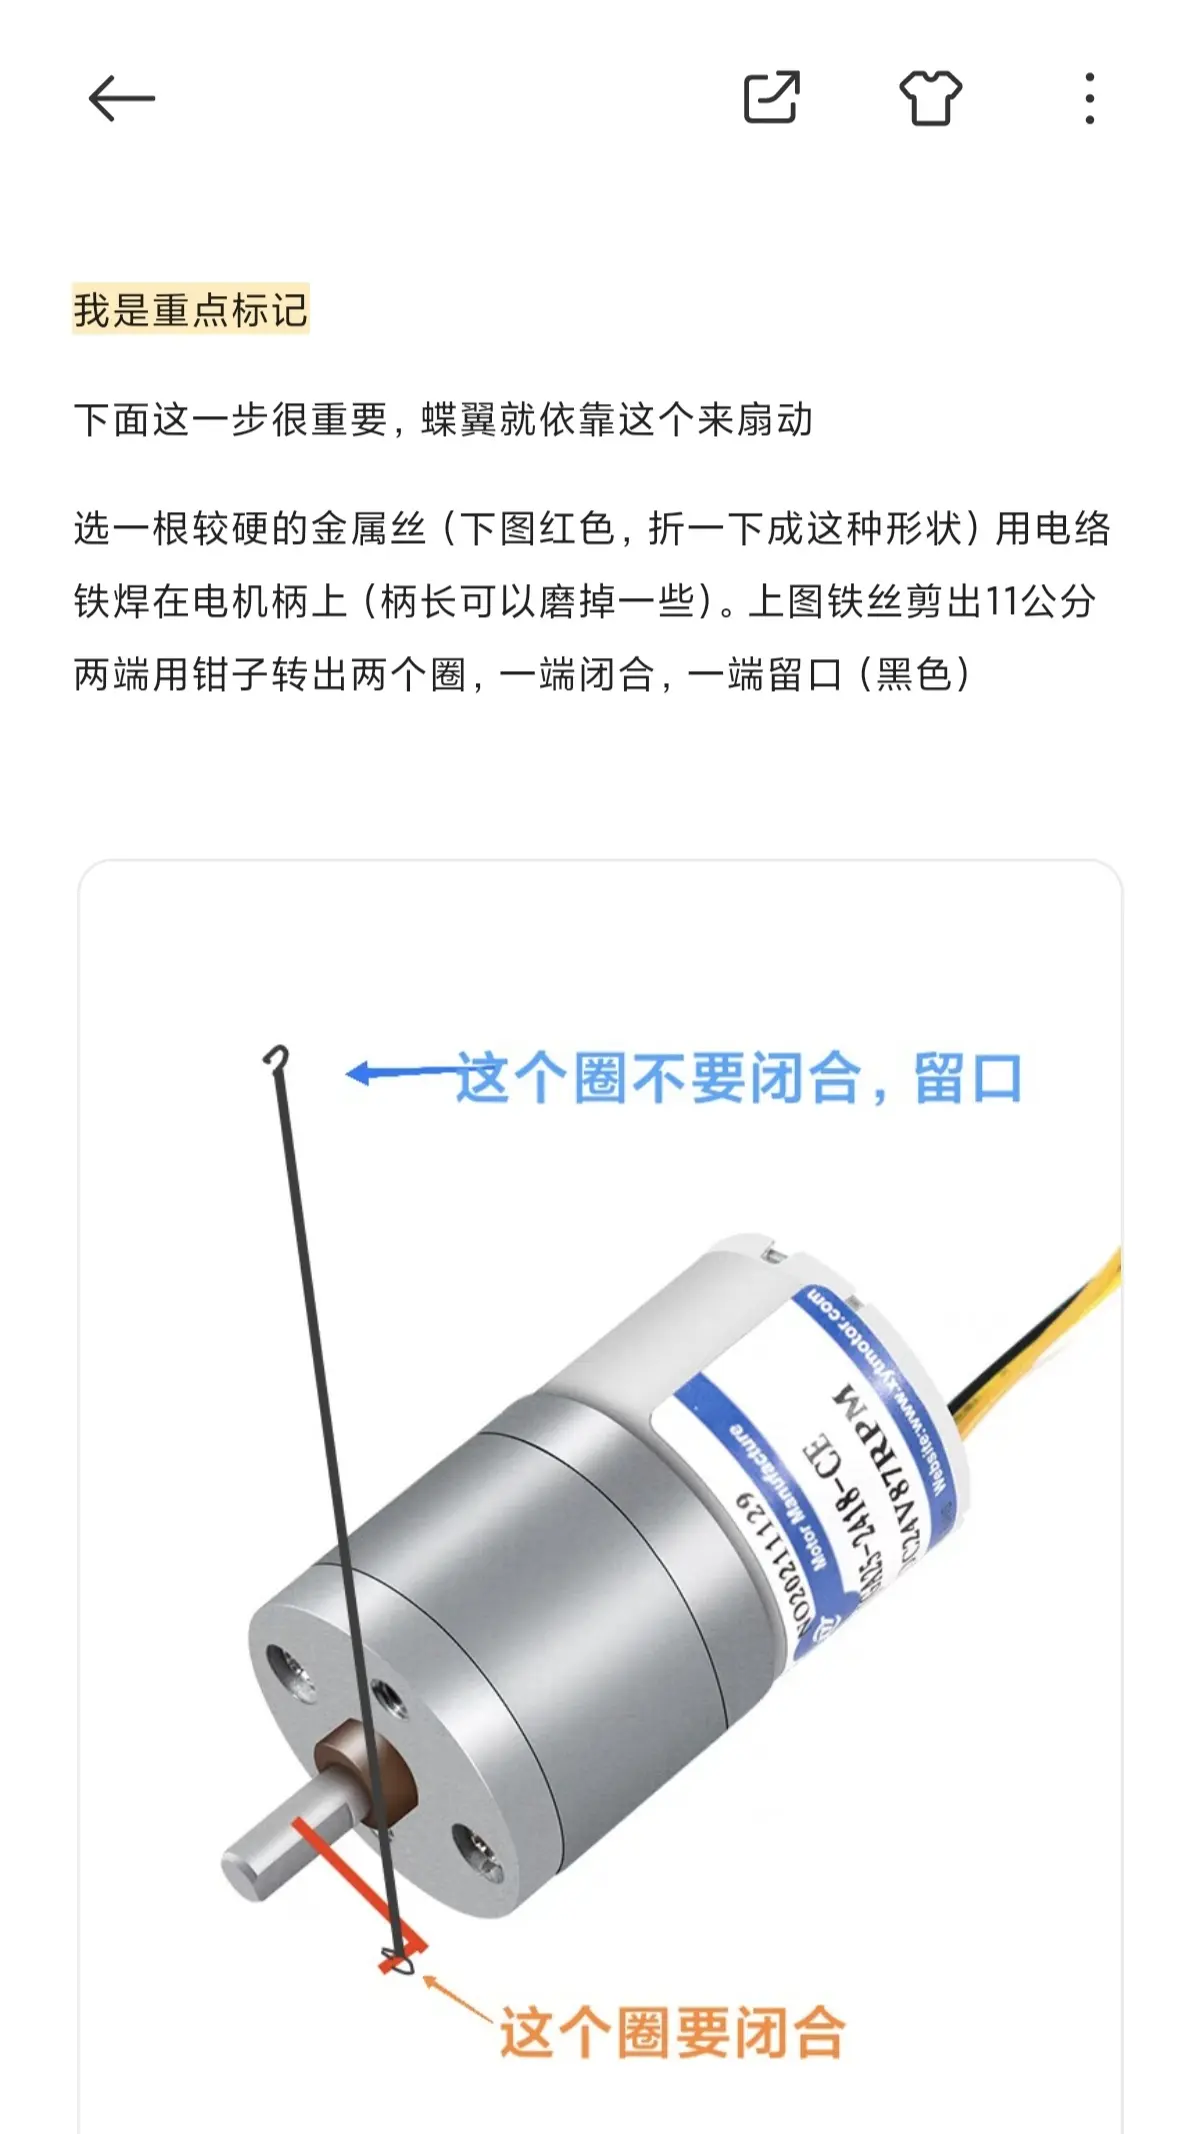 我是重点标记
下面这一步很重要，蝶翼就依靠这个来扇动
选一根较硬的金属丝（下图红色，折一下成这种形状）用电络
铁焊在电机柄上（柄长可以磨掉一些）。上图铁丝剪出11公分
两端用钳子转出两个圈，一端闭合，一端留口（黑色）
这个圈不要闭合，留口
Website:www.xytmotor.com
C24V87RPM
25-2418-CE
Motor Manufacture
NO20211129
这个圈要闭合